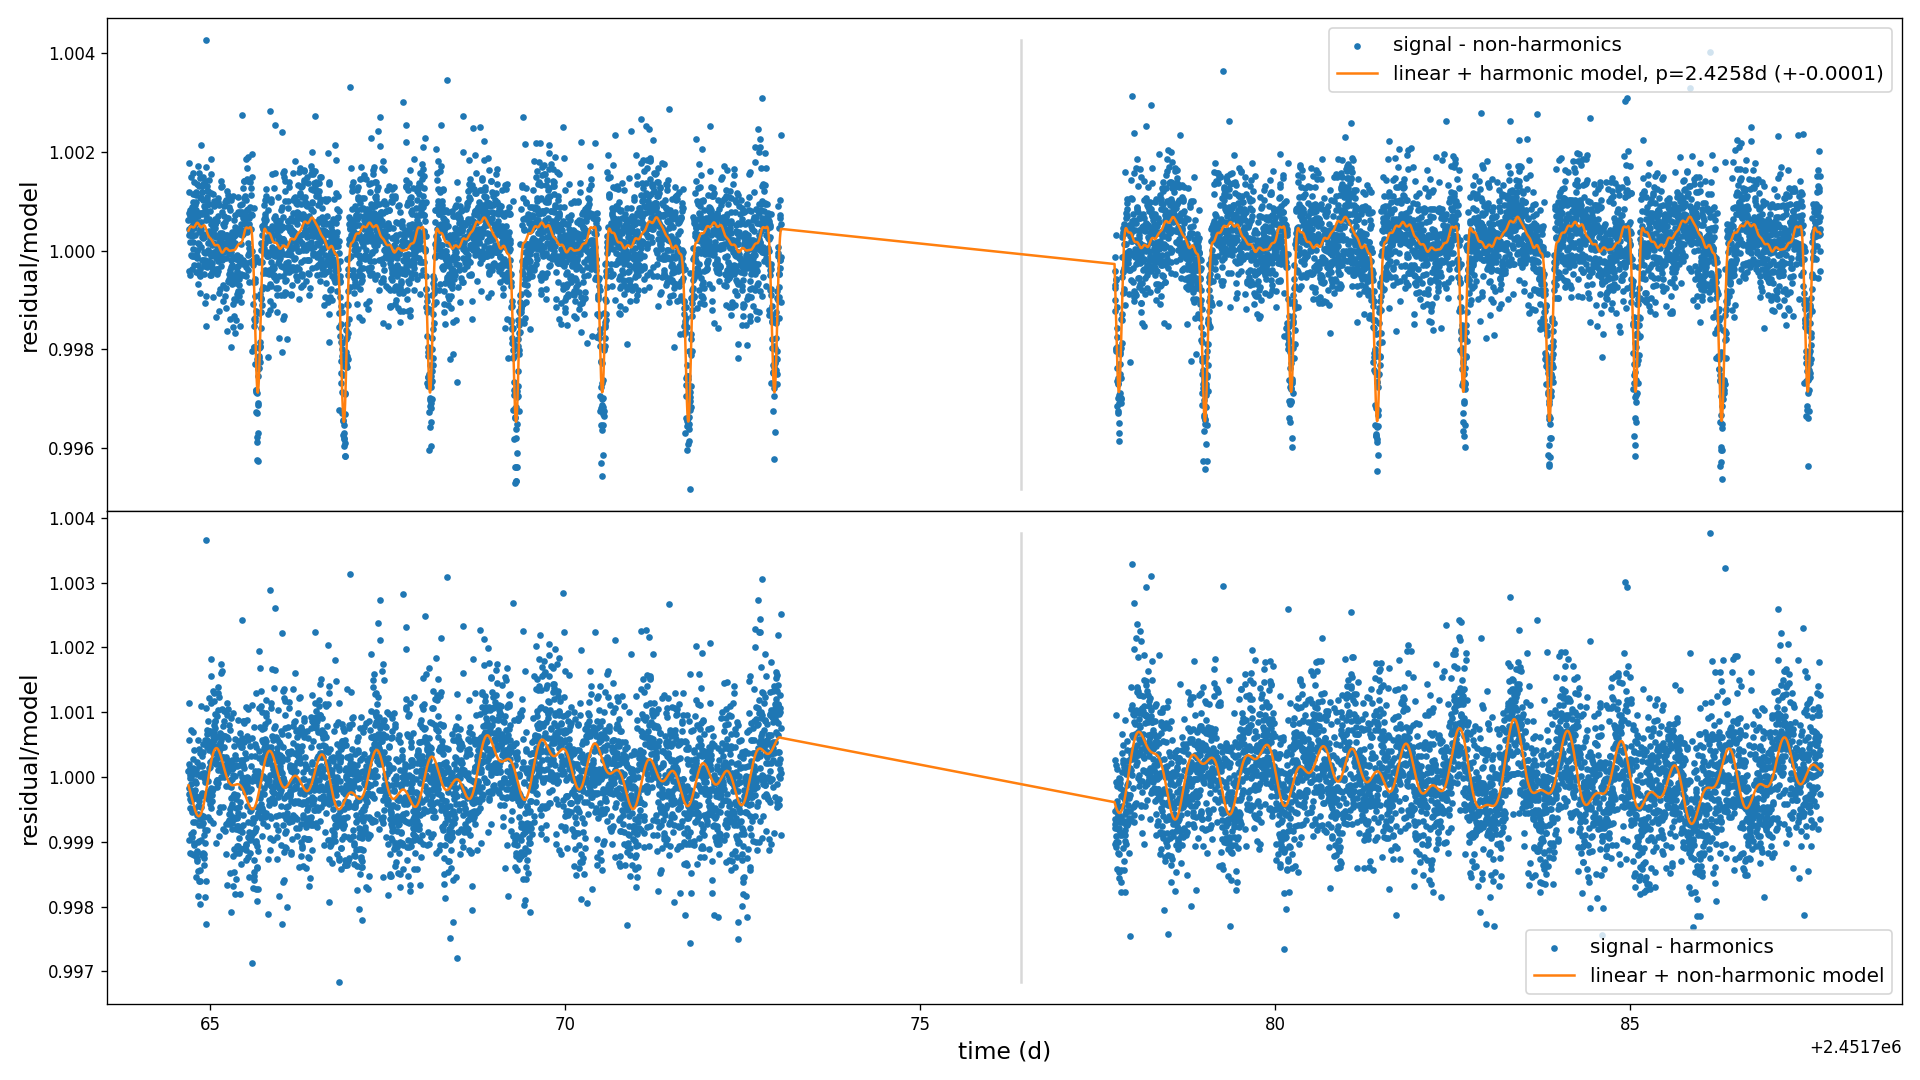 1.004
1.002
1.000
0.998
0.996
residual/model
signal - non-harmonics
linear + harmonic model, p=2.4258d (+-0.0001)
1.004
1.003
1.002
1.001
1.000
0.999
0.998
0.997
residual/model
signal - harmonics
linear + non-harmonic model
65
70
75
80
85
time (d)
+2.4517e6